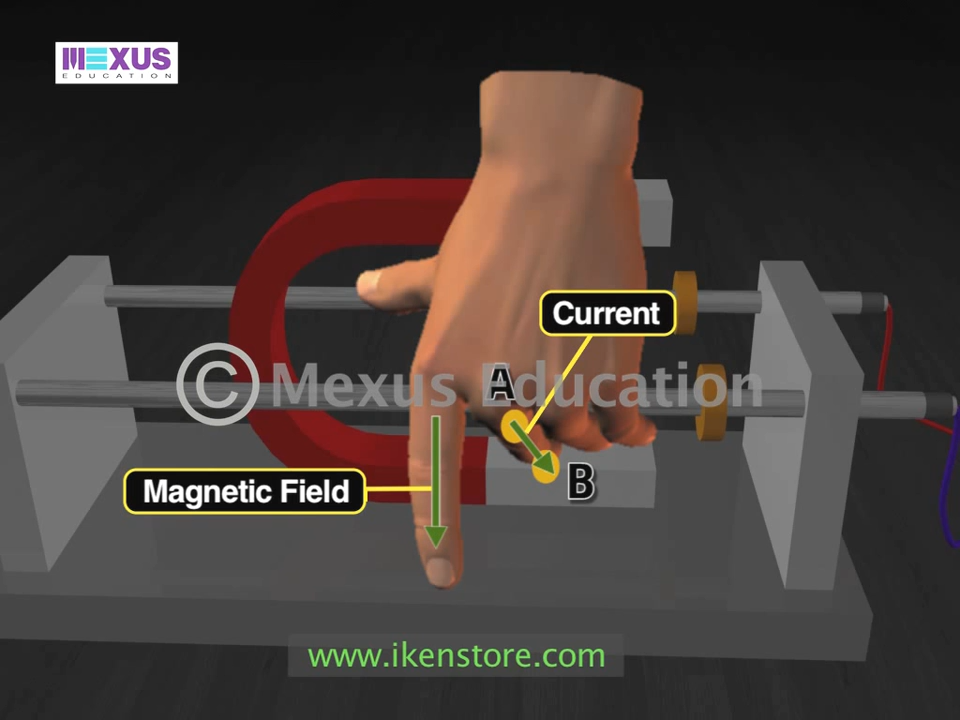 MEXUS
EDUCATION
Current
A
© Mexus Education
B
Magnetic Field
www.ikenstore.com